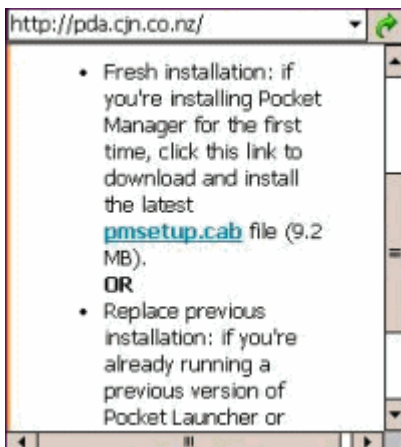 http://pda.cjn.co.nz/
• Fresh installation: if
you're installing Pocket
Manager for the first
time, click this link to
download and install
the latest
pmsetup.cab file (9.2
MB).
OR
• Replace previous
installation: if you're
already running a
previous version of
Pocket Launcher or